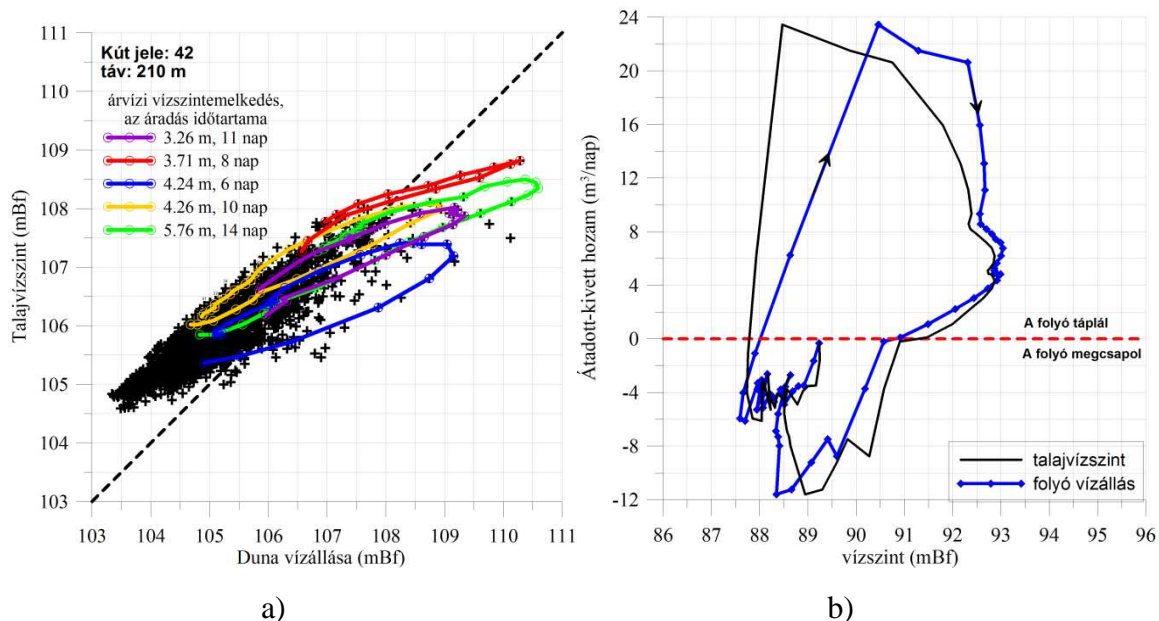 Kút jele: 42
táv: 210 m
árvízi vízszintemelkedés,
az áradás időtartama
3.26 m, 11 nap
3.71 m, 8 nap
4.24 m, 6 nap
4.26 m, 10 nap
5.76 m, 14 nap
Talajvízszint (mBf)
111
110
109
108
107
106
105
104
103
103 104 105 106 107 108 109 110 111
Duna vízállása (mBf)
a)
Átadott-kivett hozam (m³/nap)
24
20
16
12
8
4
0
-4
-8
-12
A folyó táplál
A folyó megcsapol
talajvízszint
folyó vízállás
86 87 88 89 90 91 92 93 94 95 96
vízszint (mBf)
b)